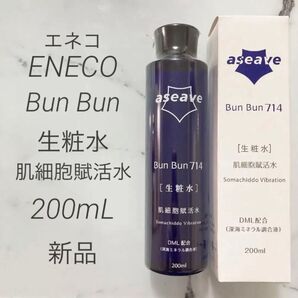 エネコ
ENECO
Bun Bun
生粧水
肌細胞賦活水
200mL
新品
aseave
Bun Bun 714
[生粧水]
肌細胞賦活水
Somachiddo Vibration
DML配合
(深海ミネラル調合液)
200ml
aseave
Bun Bun 714
[生粧水]
肌細胞賦活水
Somachiddo Vibration
DML配合
(深海ミネラル調合液)
200ml